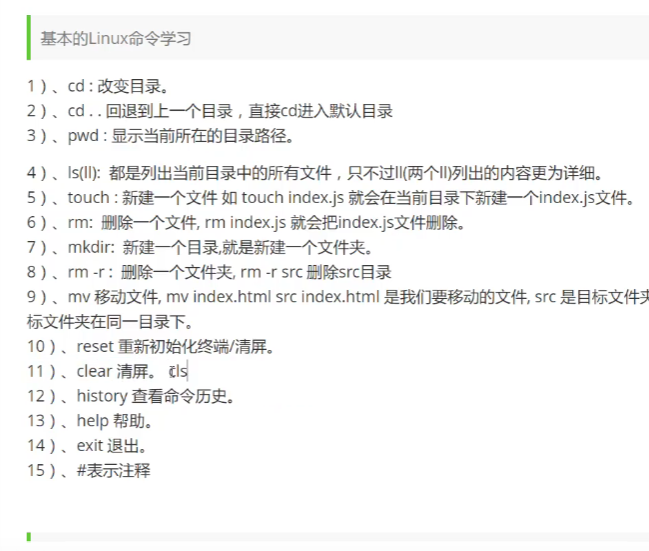 基本的Linux命令学习
1）、cd : 改变目录。
2）、cd . . 回退到上一个目录，直接cd进入默认目录
3）、pwd : 显示当前所在的目录路径。
4）、ls(ll): 都是列出当前目录中的所有文件，只不过ll(两个ll)列出的内容更为详细。
5）、touch : 新建一个文件 如 touch index.js 就会在当前目录下新建一个index.js文件。
6）、rm: 删除一个文件, rm index.js 就会把index.js文件删除。
7）、mkdir: 新建一个目录,就是新建一个文件夹。
8）、rm -r : 删除一个文件夹, rm -r src 删除src目录
9）、mv 移动文件, mv index.html src index.html 是我们要移动的文件, src 是目标文件夹
标文件夹在同一目录下。
10）、reset 重新初始化终端/清屏。
11）、clear 清屏。 cls
12）、history 查看命令历史。
13）、help 帮助。
14）、exit 退出。
15）、#表示注释